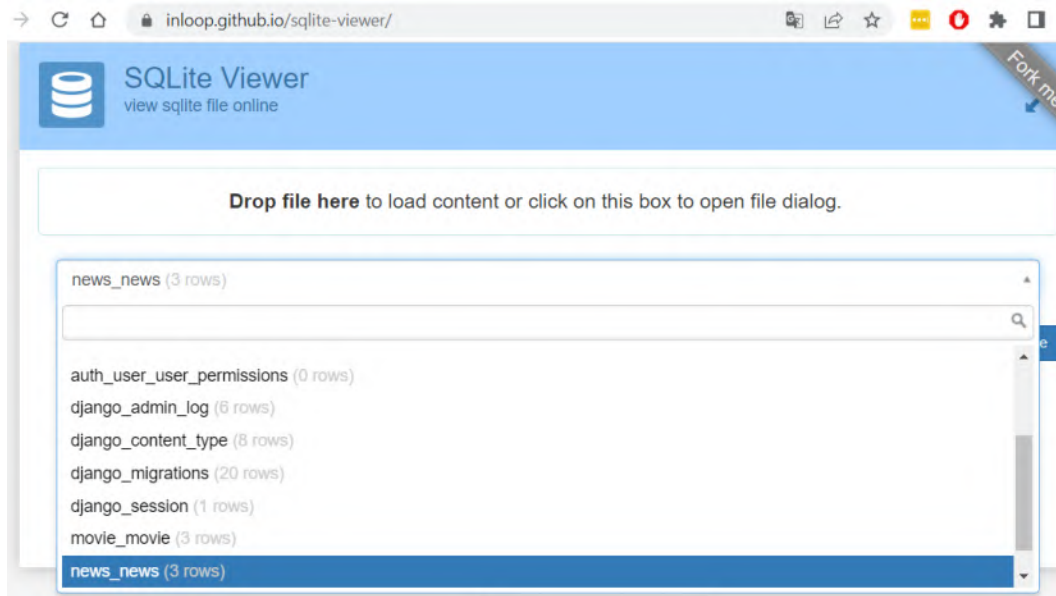 inloop.github.io/sqlite-viewer/
Fork me
SQLite Viewer
view sqlite file online
Drop file here to load content or click on this box to open file dialog.
news_news (3 rows)
e
auth_user_user_permissions (0 rows)
django_admin_log (6 rows)
django_content_type (8 rows)
django_migrations (20 rows)
django_session (1 rows)
movie_movie (3 rows)
news_news (3 rows)